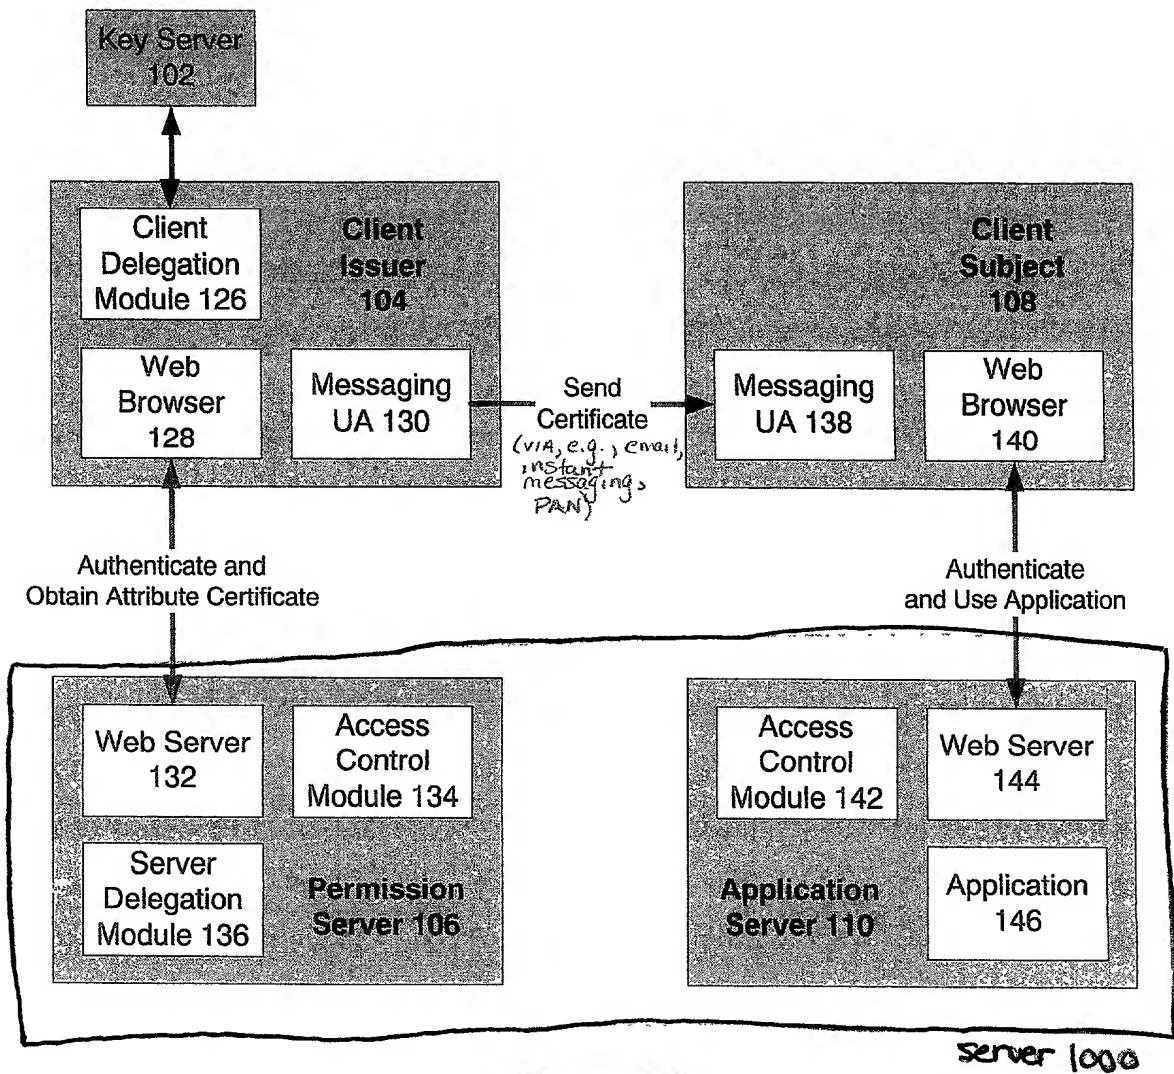 Key Server
102
Client
Delegation
Module 126
Client
Issuer
104
Web
Browser
128
Messaging
UA 130
Send
Certificate
(VIA, e.g., email,
instant
messaging,
PAN)
Client
Subject
108
Messaging
UA 138
Web
Browser
140
Authenticate and
Obtain Attribute Certificate
Authenticate
and Use Application
Web Server
132
Access
Control
Module 134
Server
Delegation
Module 136
Permission
Server 106
Access
Control
Module 142
Web Server
144
Application
Server 110
Application
146
Server 1000